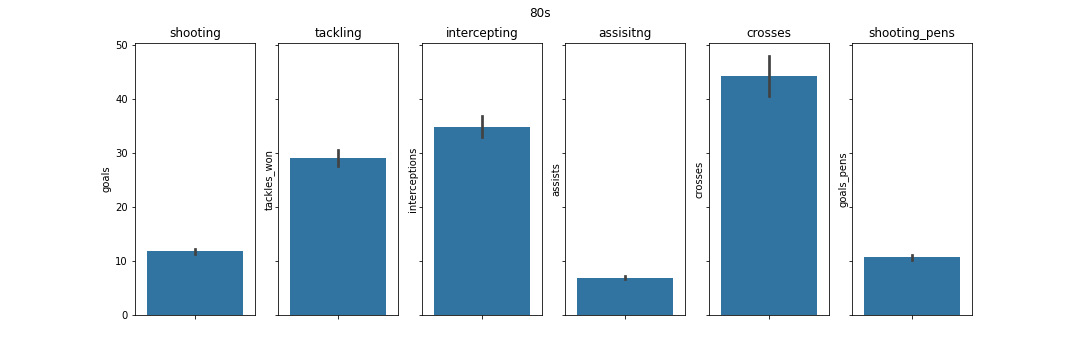 80s
shooting
tackling
intercepting
assisitng
crosses
shooting_pens
50
40
30
20
10
0
goals
tackles_won
interceptions
assists
crosses
goals_pens